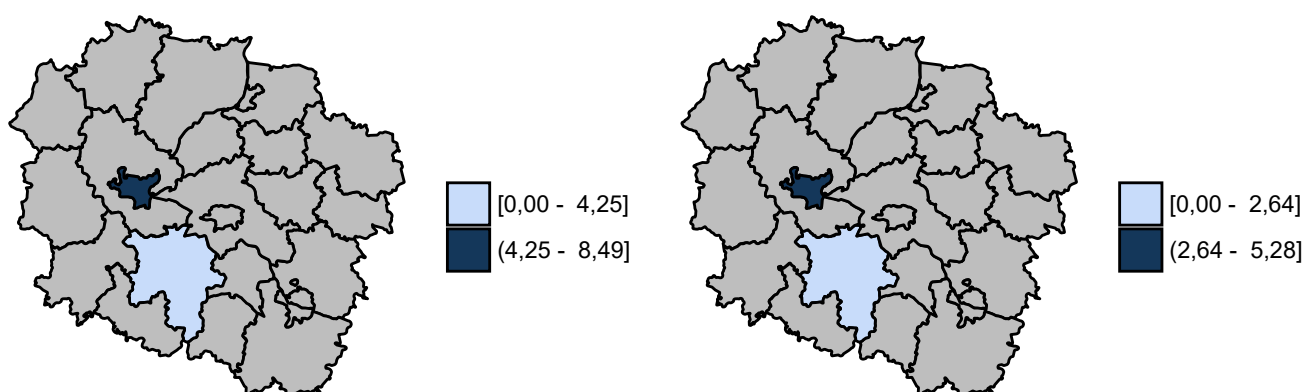 [0,00 - 4,25]
(4,25 - 8,49]
[0,00 - 2,64]
(2,64 - 5,28]